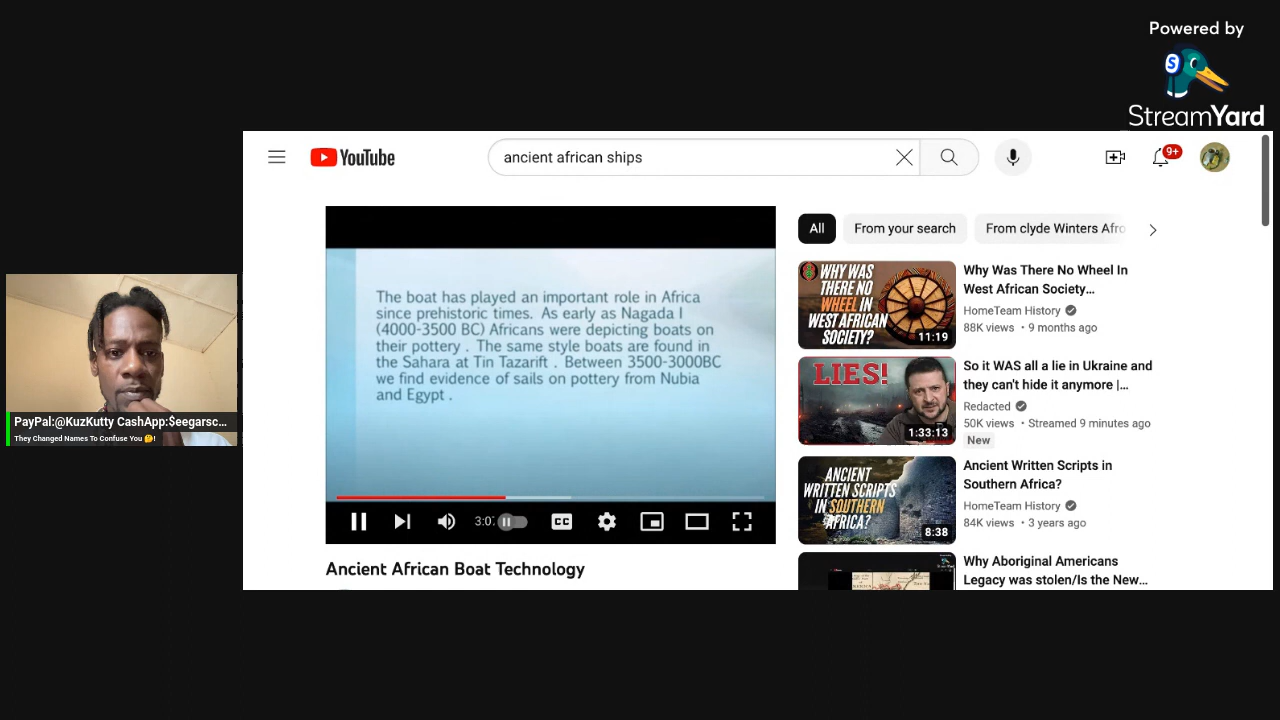 Powered by
StreamYard
YouTube
ancient african ships
9+
The boat has played an important role in Africa
since prehistoric times. As early as Nagada I
(4000-3500 BC) Africans were depicting boats on
their pottery . The same style boats are found in
the Sahara at Tin Tazarift . Between 3500-3000BC
we find evidence of sails on pottery from Nubia
and Egypt .
3:07
CC
Ancient African Boat Technology
All
From your search
From clyde Winters Afro
WHY WAS
THERE NO
WHEEL IN
WEST AFRICAN
SOCIETY?
11:19
Why Was There No Wheel In
West African Society…
HomeTeam History
88K views • 9 months ago
LIES!
1:33:13
So it WAS all a lie in Ukraine and
they can't hide it anymore |…
Redacted
50K views • Streamed 9 minutes ago
New
ANCIENT
WRITTEN SCRIPTS
IN SOUTHERN
AFRICA?
8:38
Ancient Written Scripts in
Southern Africa?
HomeTeam History
84K views • 3 years ago
Why Aboriginal Americans
Legacy was stolen/Is the New…
PayPal:@KuzKutty CashApp:$eegarsc…
They Changed Names To Confuse You 🤔!